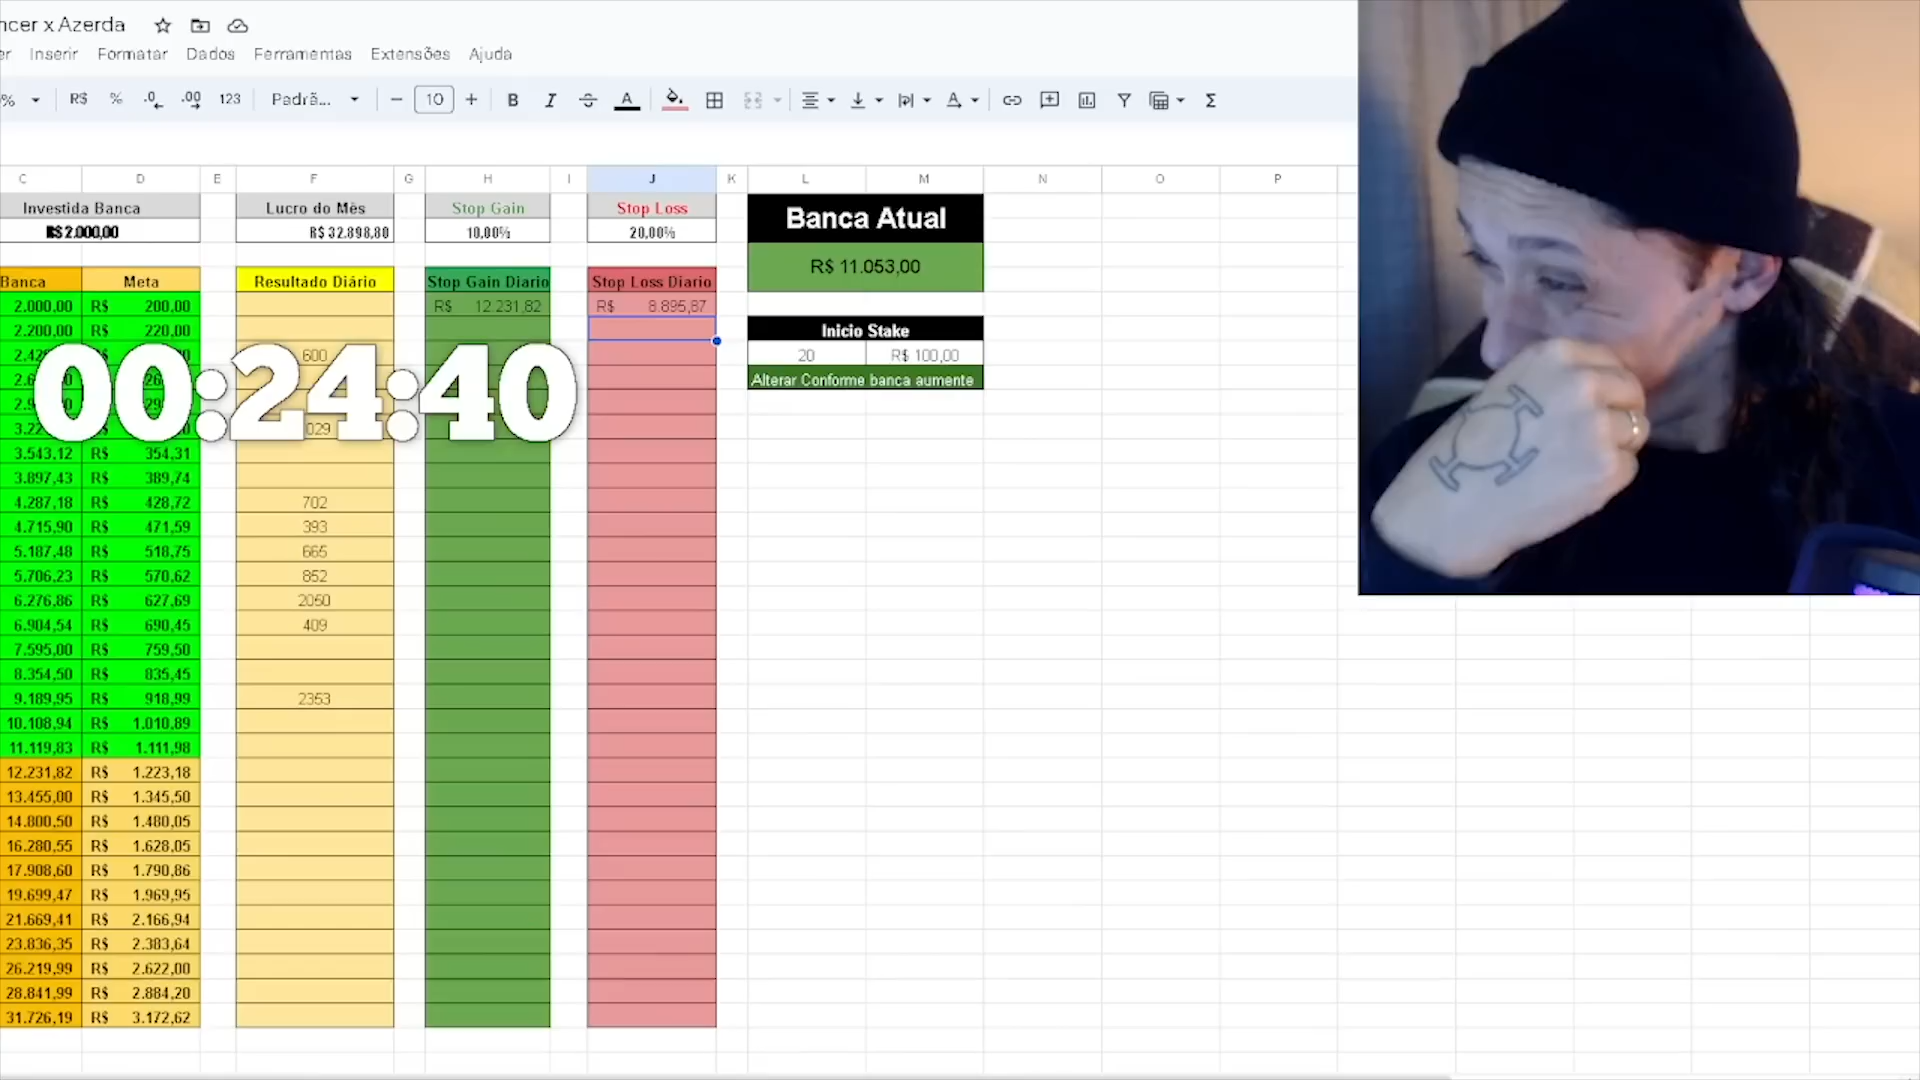 ncer x Azerda
er Inserir Formatar Dados Ferramentas Extensões Ajuda
% R$ % .0 .00 123 Padrã... 10 B I S A A Σ
C D E F G H I J K L M N O P
Investida Banca Lucro do Mês Stop Gain Stop Loss Banca Atual
R$ 2.000,00 R$ 32.898,80 10,00% 20,00%
R$ 11.053,00
Banca Meta Resultado Diário Stop Gain Diario Stop Loss Diario
2.000,00 R$ 200,00 R$ 12.231,82 R$ 8.895,87
2.200,00 R$ 220,00 Inicio Stake
600 20 R$ 100,00
Alterar Conforme banca aumente
00:24:40
3.543,12 R$ 354,31
3.897,43 R$ 389,74
4.287,18 R$ 428,72 702
4.715,90 R$ 471,59 393
5.187,48 R$ 518,75 665
5.706,23 R$ 570,62 852
6.276,86 R$ 627,69 2050
6.904,54 R$ 690,45 409
7.595,00 R$ 759,50
8.354,50 R$ 835,45
9.189,95 R$ 918,99 2353
10.108,94 R$ 1.010,89
11.119,83 R$ 1.111,98
12.231,82 R$ 1.223,18
13.455,00 R$ 1.345,50
14.800,50 R$ 1.480,05
16.280,55 R$ 1.628,05
17.908,60 R$ 1.790,86
19.699,47 R$ 1.969,95
21.669,41 R$ 2.166,94
23.836,35 R$ 2.383,64
26.219,99 R$ 2.622,00
28.841,99 R$ 2.884,20
31.726,19 R$ 3.172,62